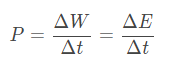 P = ΔW/Δt = ΔE/Δt